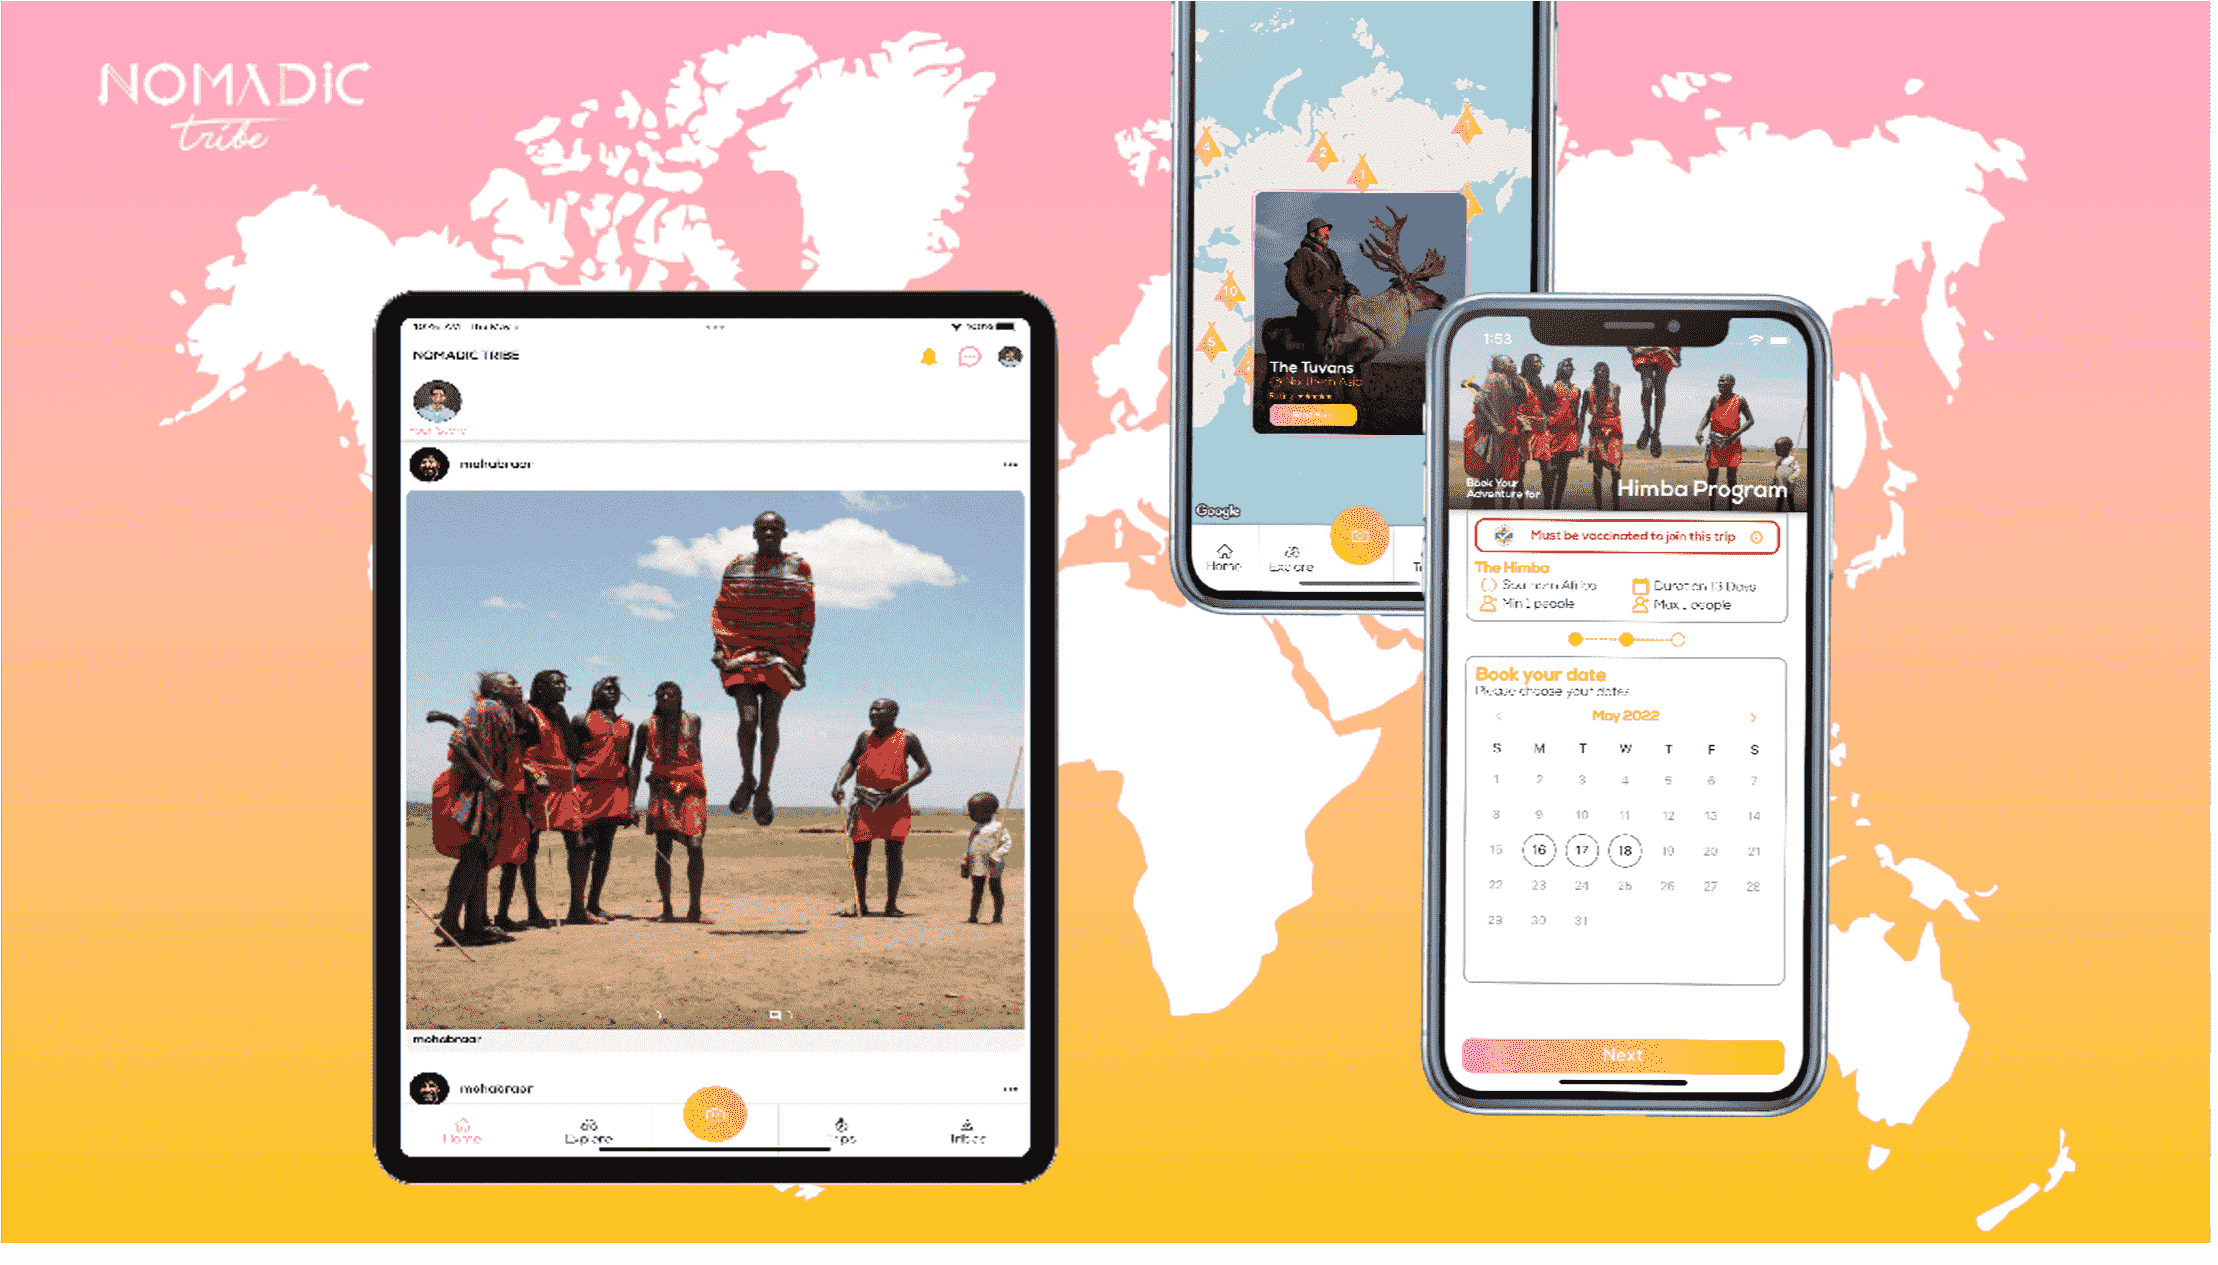 NOMADIC
tribe
NOMADIC TRIBE
mohabraar
mohabraar
mohabraar
Home
Explore
Trips
Tribes
4
2
1
1
10
5
2
The Tuvans
Northern Asia
Google
Home
Explore
1:53
Book Your
Adventure for
Himba Program
Must be vaccinated to join this trip
The Himba
Southern Africa
Duration 13 Days
Min 1 people
people
Book your date
Please choose your dates
May 2022
S M T W T F S
1 2 3 4 5 6 7
8 9 10 11 12 13 14
15 16 17 18 19 20 21
22 23 24 25 26 27 28
29 30 31
Next